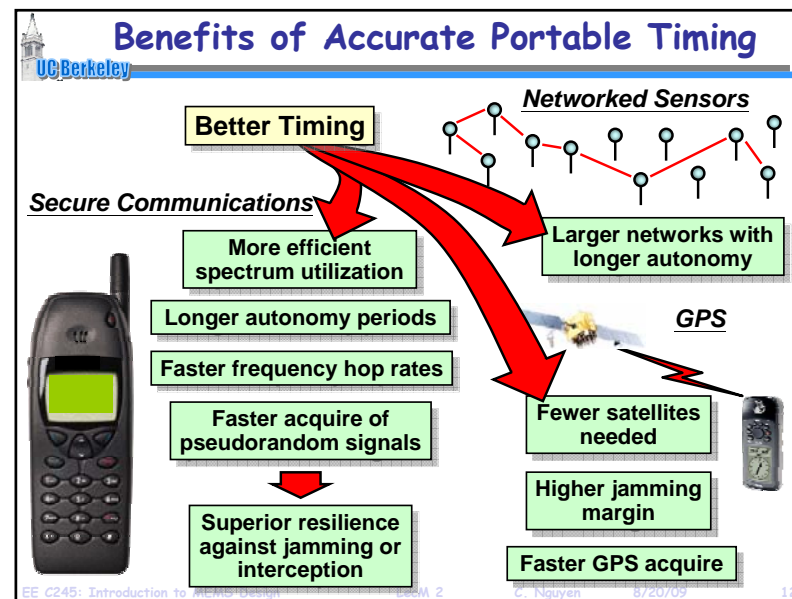 Benefits of Accurate Portable Timing
UC Berkeley
Networked Sensors
Better Timing
Secure Communications
More efficient
spectrum utilization
Larger networks with
longer autonomy
Longer autonomy periods
GPS
Faster frequency hop rates
Faster acquire of
pseudorandom signals
Fewer satellites
needed
Higher jamming
margin
Superior resilience
against jamming or
interception
Faster GPS acquire
EE C245: Introduction to MEMS Design LecM 2 C. Nguyen 8/20/09 12